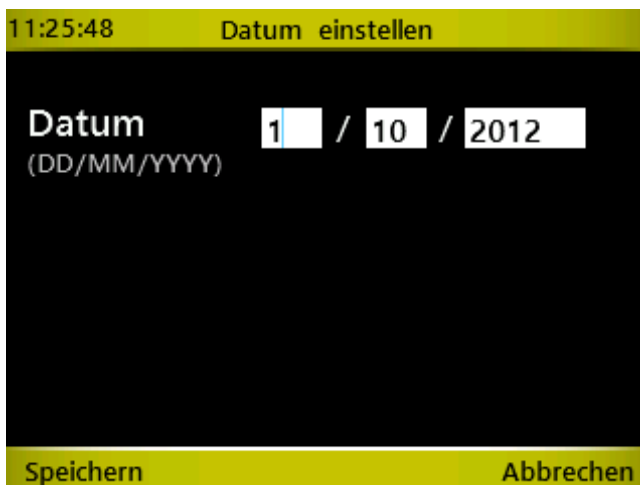 11:25:48 Datum einstellen
Datum 1 / 10 / 2012
(DD/MM/YYYY)
Speichern Abbrechen